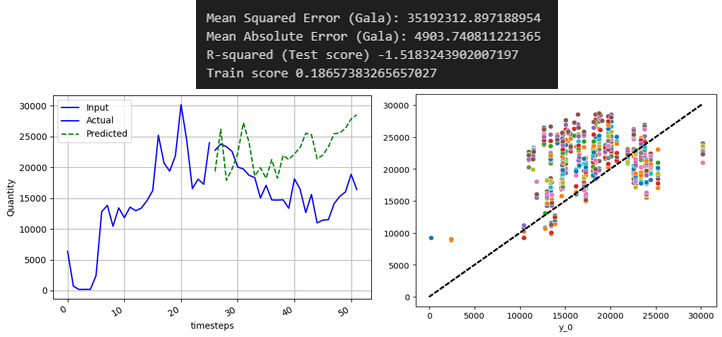 Mean Squared Error (Gala): 35192312.897188954
Mean Absolute Error (Gala): 4903.740811221365
R-squared (Test score) -1.5183243902007197
Train score 0.18657383265657027
30000
25000
20000
15000
10000
5000
0
Quantity
Input
Actual
Predicted
0
10
20
30
40
50
timesteps
30000
25000
20000
15000
10000
5000
0
0
5000
10000
15000
20000
25000
30000
y_0